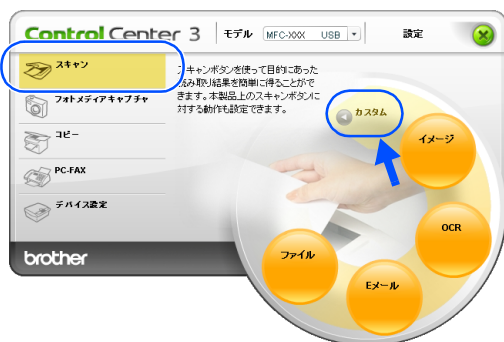 Control Center 3
モデル
MFC-XXX USB
設定
スキャン
フォトメディアキャプチャ
コピー
PC-FAX
デバイス設定
スキャンボタンを使って目的にあった
読み取り結果を簡単に得ることがで
きます。本製品上のスキャンボタンに
対する動作も設定できます。
カスタム
イメージ
OCR
Eメール
ファイル
brother